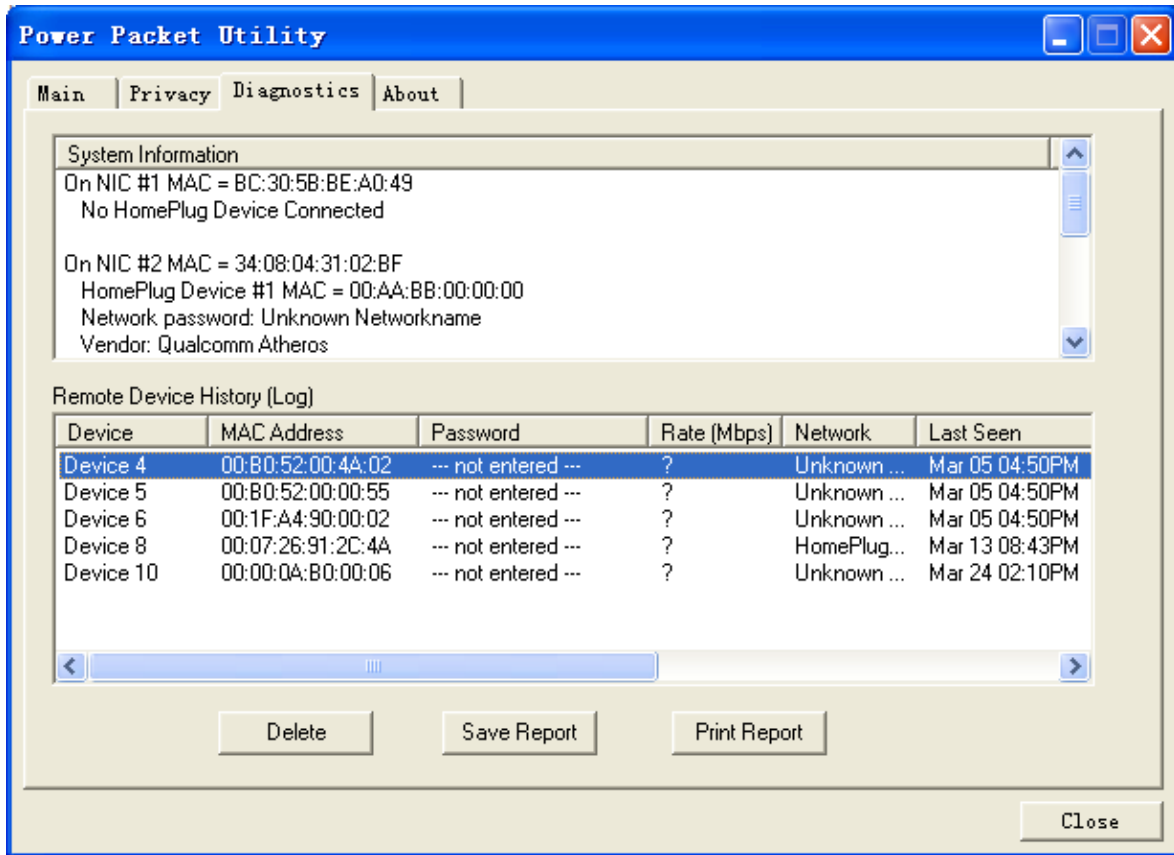 Power Packet Utility
Main Privacy Diagnostics About
System Information
On NIC #1 MAC = BC:30:5B:BE:A0:49
No HomePlug Device Connected
On NIC #2 MAC = 34:08:04:31:02:BF
HomePlug Device #1 MAC = 00:AA:BB:00:00:00
Network password: Unknown Networkname
Vendor: Qualcomm Atheros
Remote Device History (Log)
Device MAC Address Password Rate (Mbps) Network Last Seen
Device 4 00:B0:52:00:4A:02 --- not entered --- ? Unknown ... Mar 05 04:50PM
Device 5 00:B0:52:00:00:55 --- not entered --- ? Unknown ... Mar 05 04:50PM
Device 6 00:1F:A4:90:00:02 --- not entered --- ? Unknown ... Mar 05 04:50PM
Device 8 00:07:26:91:2C:4A --- not entered --- ? HomePlug... Mar 13 08:43PM
Device 10 00:00:0A:B0:00:06 --- not entered --- ? Unknown ... Mar 24 02:10PM
Delete Save Report Print Report
Close